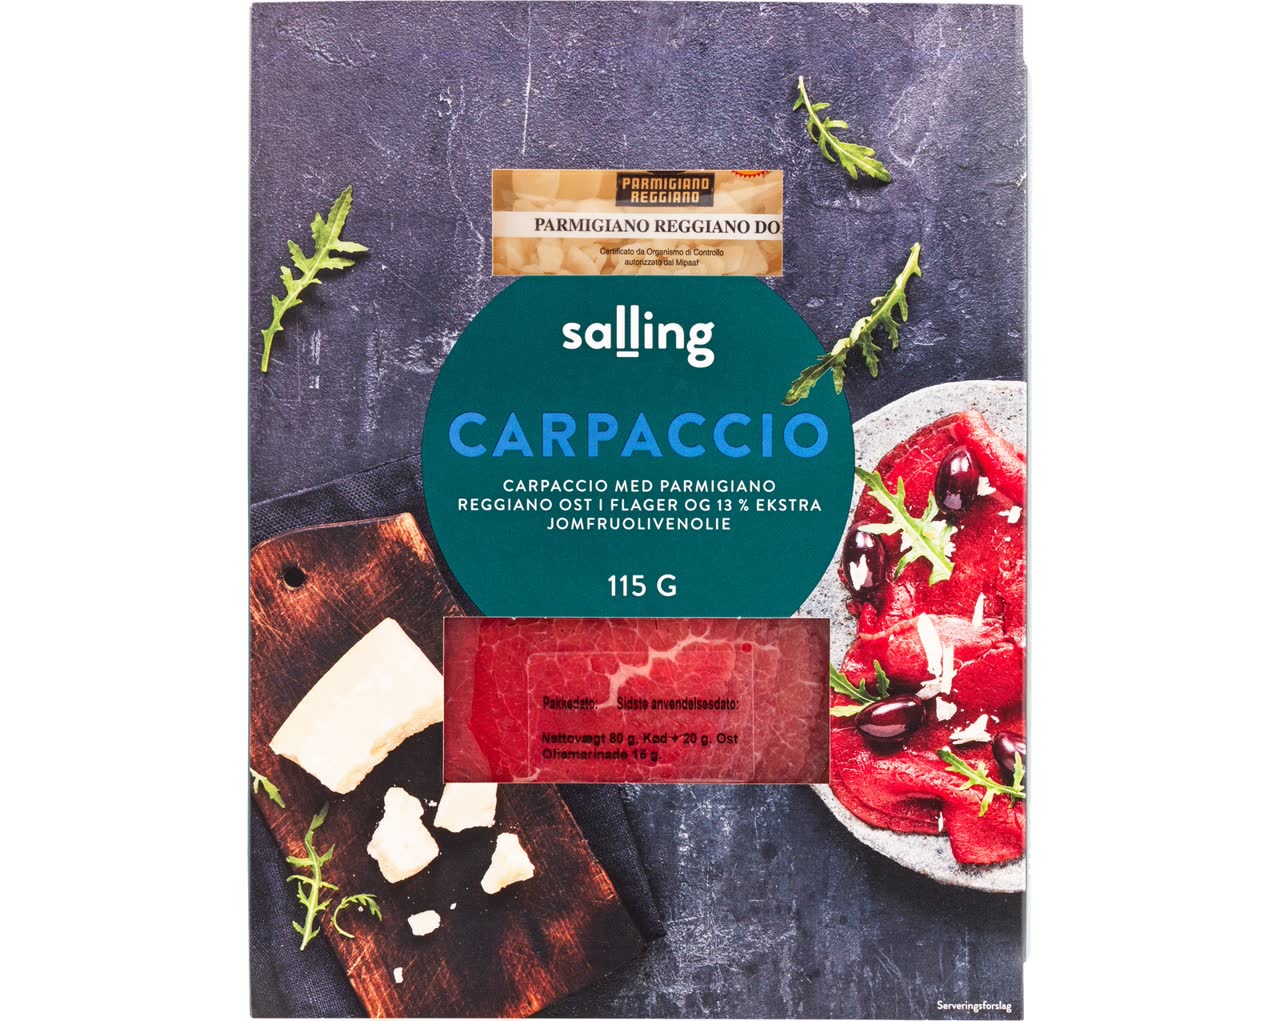 PARMIGIANO
REGGIANO
PARMIGIANO REGGIANO DO
Certificato da Organismo di Controllo
autorizzato dal Mipaaf
salling
CARPACCIO
CARPACCIO MED PARMIGIANO
REGGIANO OST I FLAGER OG 13 % EKSTRA
JOMFRUOLIVENOLIE
115 G
Pakkedato: Sidste anvendelsesdato:
Nettovægt 80 g. Kød + 20 g. Ost
Oliemarinade 15 g.
Serveringsforslag